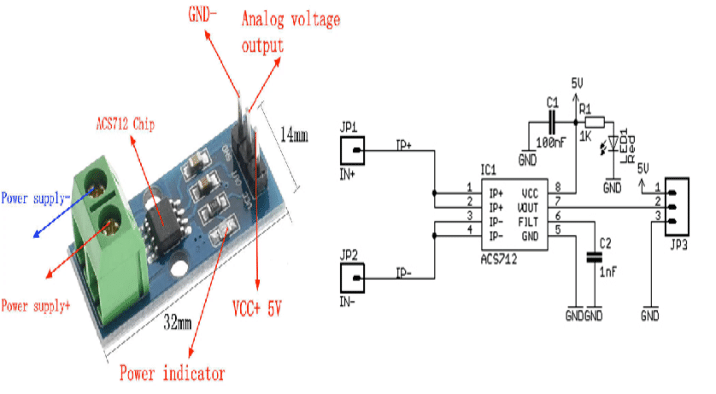 GND-
Analog voltage
output
ACS712 Chip
14mm
Power supply-
Power supply+
VCC+ 5V
32mm
Power indicator
5V
C1
100nF
R1
1K
LED1
Red
GND
GND
JP1
IN+
IP+
IC1
1
2
3
4
IP+
IP+
IP-
IP-
VCC
VOUT
FILT
GND
8
7
6
5
ACS712
JP2
IN-
IP-
C2
1nF
5V
1
2
3
JP3
GND
GND
GND